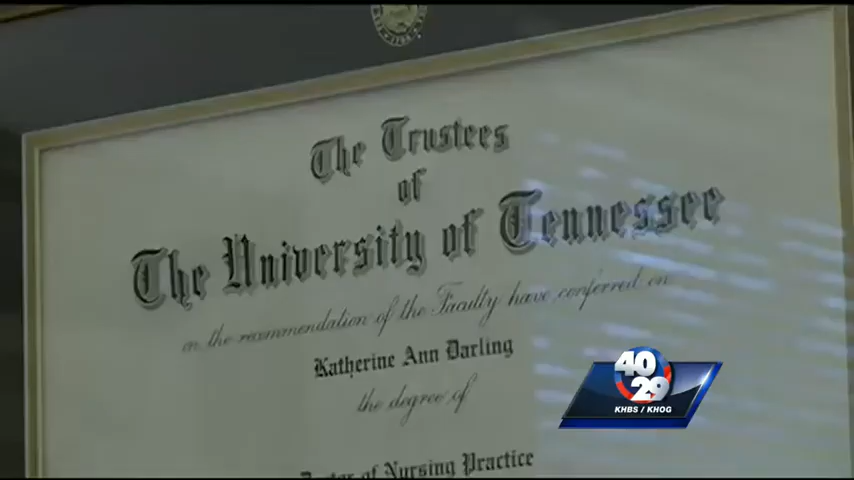 The Trustees
of
The University of Tennessee
on the recommendation of the Faculty have conferred on
Katherine Ann Darling
the degree of
of Nursing Practice
40
29
KHBS / KHOG